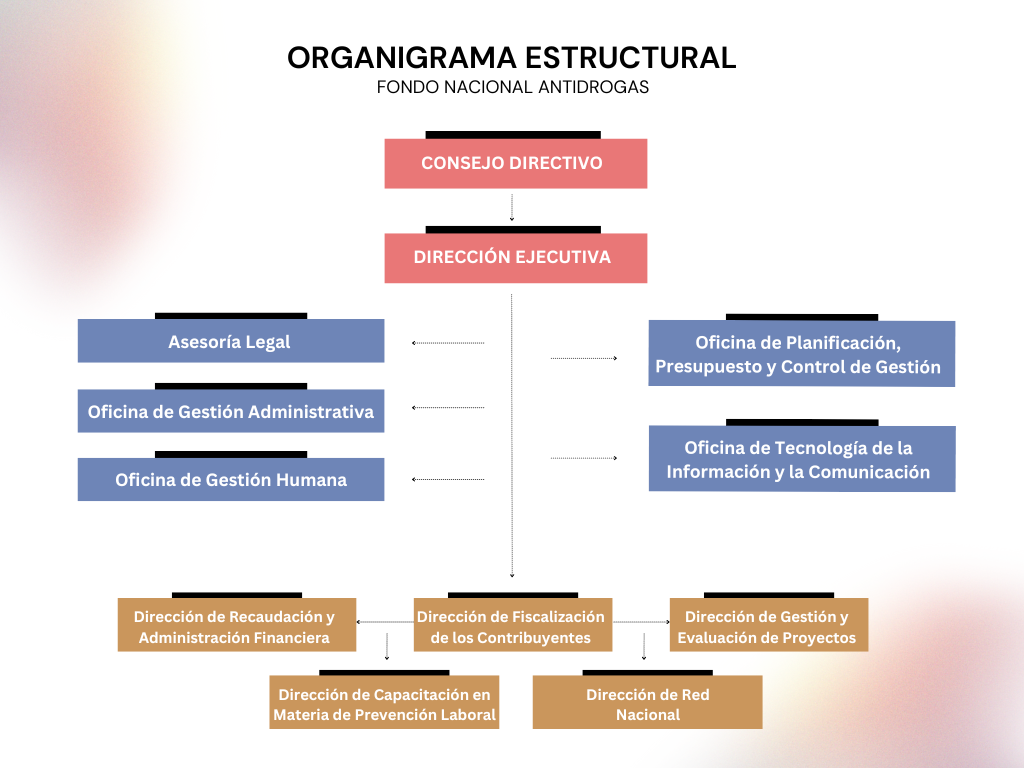 ORGANIGRAMA ESTRUCTURAL
FONDO NACIONAL ANTIDROGAS
CONSEJO DIRECTIVO
DIRECCIÓN EJECUTIVA
Asesoría Legal
Oficina de Gestión Administrativa
Oficina de Gestión Humana
Oficina de Planificación,
Presupuesto y Control de Gestión
Oficina de Tecnología de la
Información y la Comunicación
Dirección de Recaudación y
Administración Financiera
Dirección de Fiscalización
de los Contribuyentes
Dirección de Gestión y
Evaluación de Proyectos
Dirección de Capacitación en
Materia de Prevención Laboral
Dirección de Red
Nacional